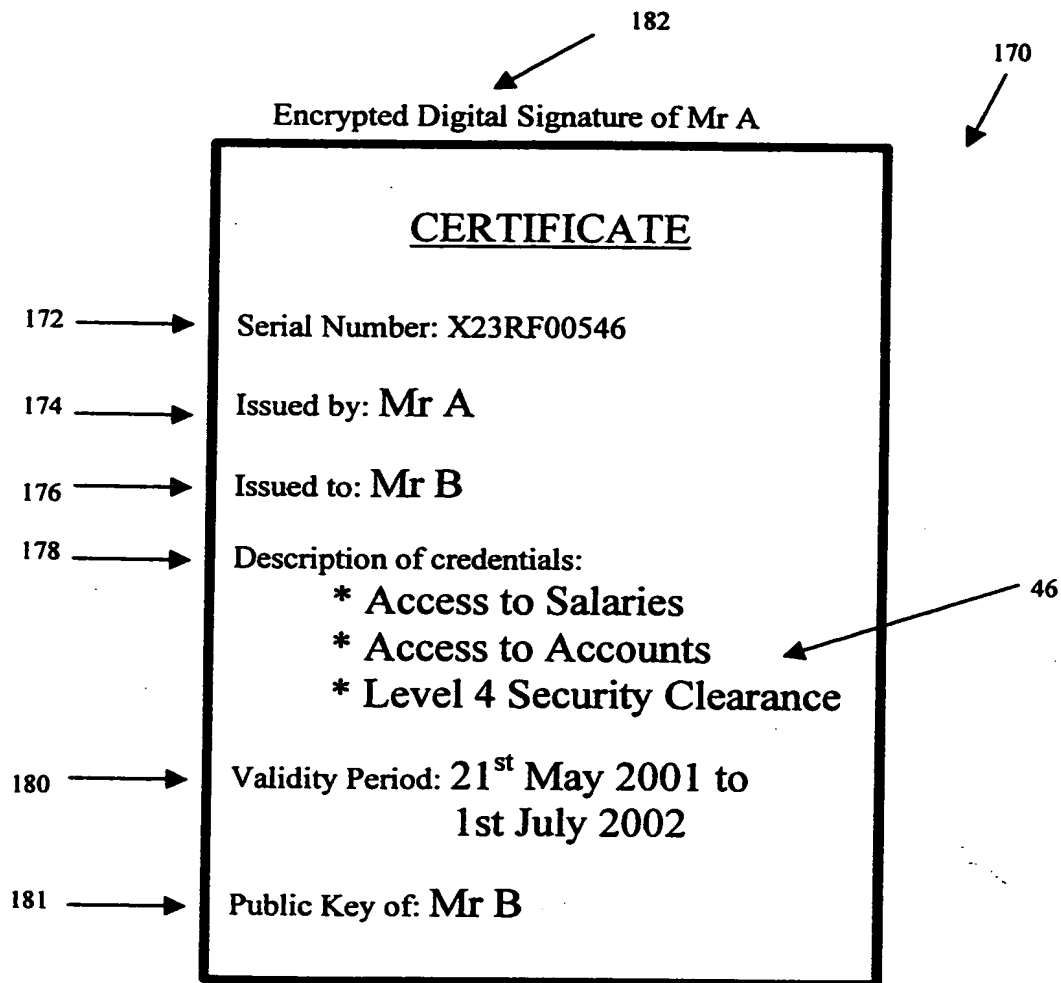 182
170
Encrypted Digital Signature of Mr A
CERTIFICATE
172
Serial Number: X23RF00546
174
Issued by: Mr A
176
Issued to: Mr B
178
Description of credentials:
* Access to Salaries
46
* Access to Accounts
* Level 4 Security Clearance
180
Validity Period: 21st May 2001 to
1st July 2002
181
Public Key of: Mr B